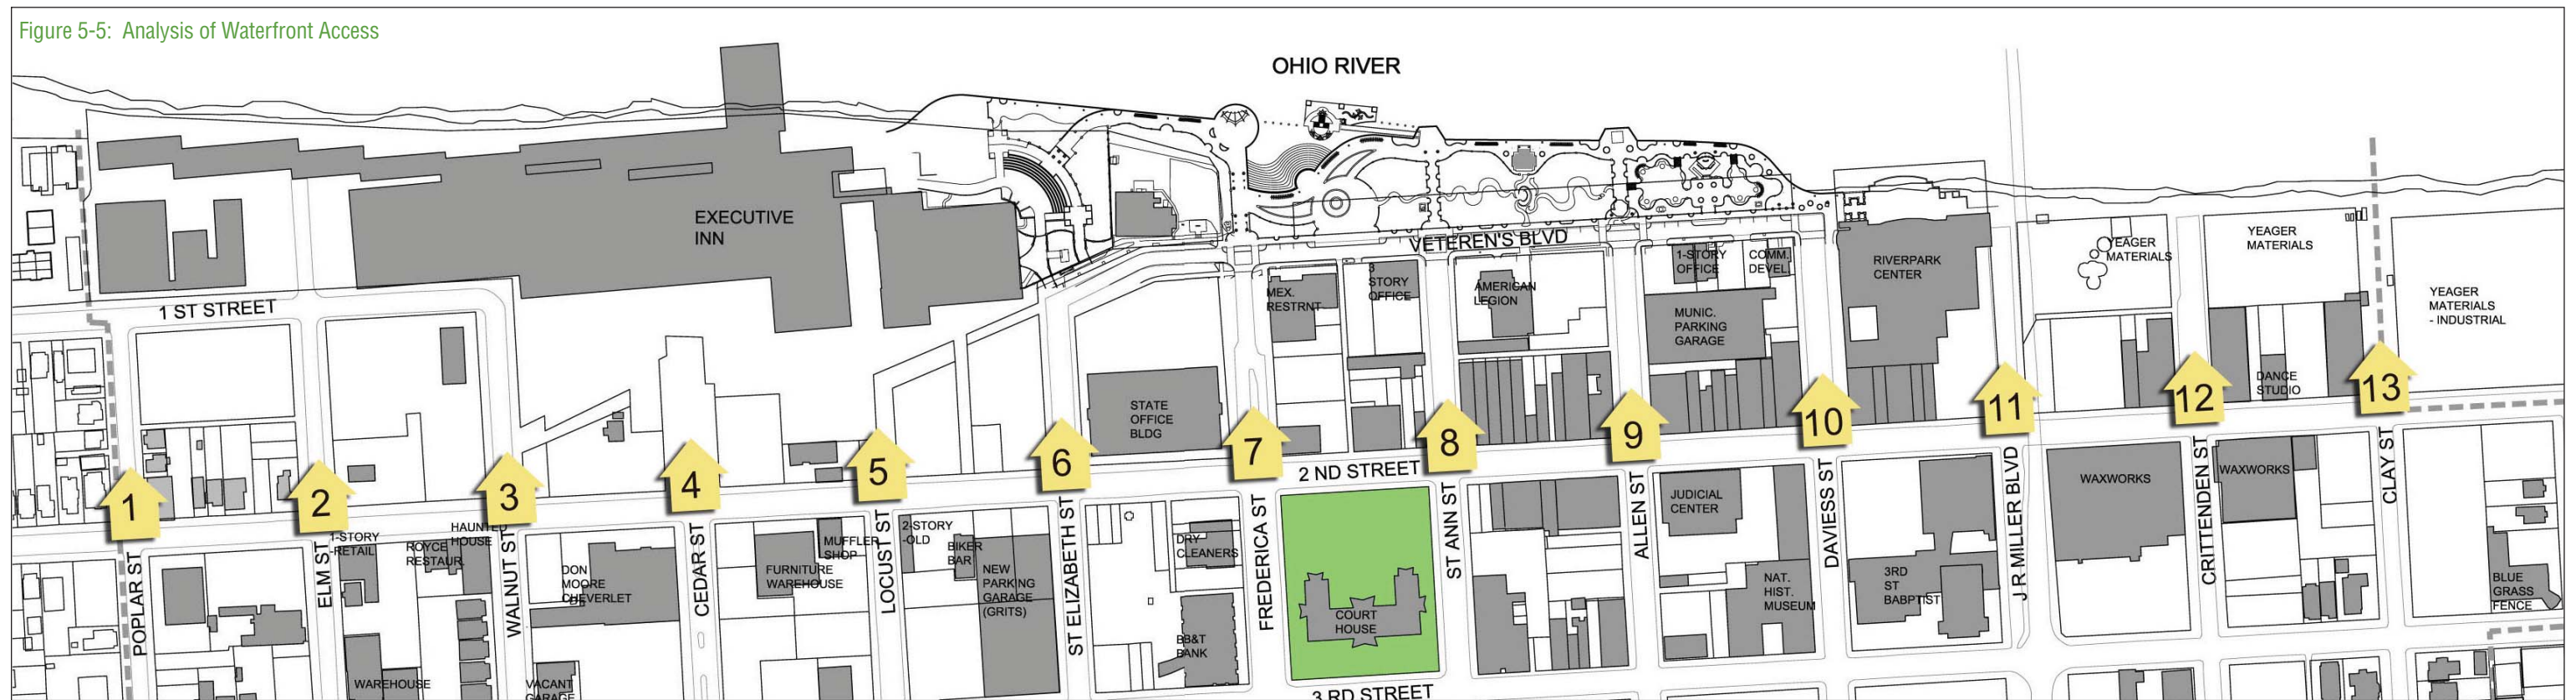 Figure 5-5: Analysis of Waterfront Access
OHIO RIVER
EXECUTIVE
INN
VETEREN'S BLVD
1 ST STREET
MEX.
RESTRNT
3
STORY
OFFICE
AMERICAN
LEGION
1-STORY
OFFICE
COMM.
DEVEL.
MUNIC.
PARKING
GARAGE
RIVERPARK
CENTER
YEAGER
MATERIALS
YEAGER
MATERIALS
YEAGER
MATERIALS
- INDUSTRIAL
STATE
OFFICE
BLDG
DANCE
STUDIO
1
2
3
4
5
6
7
8
9
10
11
12
13
2 ND STREET
POPLAR ST
ELM ST
WALNUT ST
CEDAR ST
LOCUST ST
ST ELIZABETH ST
FREDERICA ST
ST ANN ST
ALLEN ST
DAVIESS ST
J R MILLER BLVD
CRITTENDEN ST
CLAY ST
1-STORY
-RETAIL
ROYCE
RESTAUR.
HAUNTED
HOUSE
DON
MOORE
CHEVERLET
FURNITURE
WAREHOUSE
MUFFLER
SHOP
2-STORY
-OLD
BIKER
BAR
NEW
PARKING
GARAGE
(GRITS)
DRY
CLEANERS
BB&T
BANK
COURT
HOUSE
JUDICIAL
CENTER
NAT.
HIST.
MUSEUM
3RD
ST
BABPTIST
WAXWORKS
WAXWORKS
BLUE
GRASS
FENCE
WAREHOUSE
VACANT
GARAGE
3 RD STREET